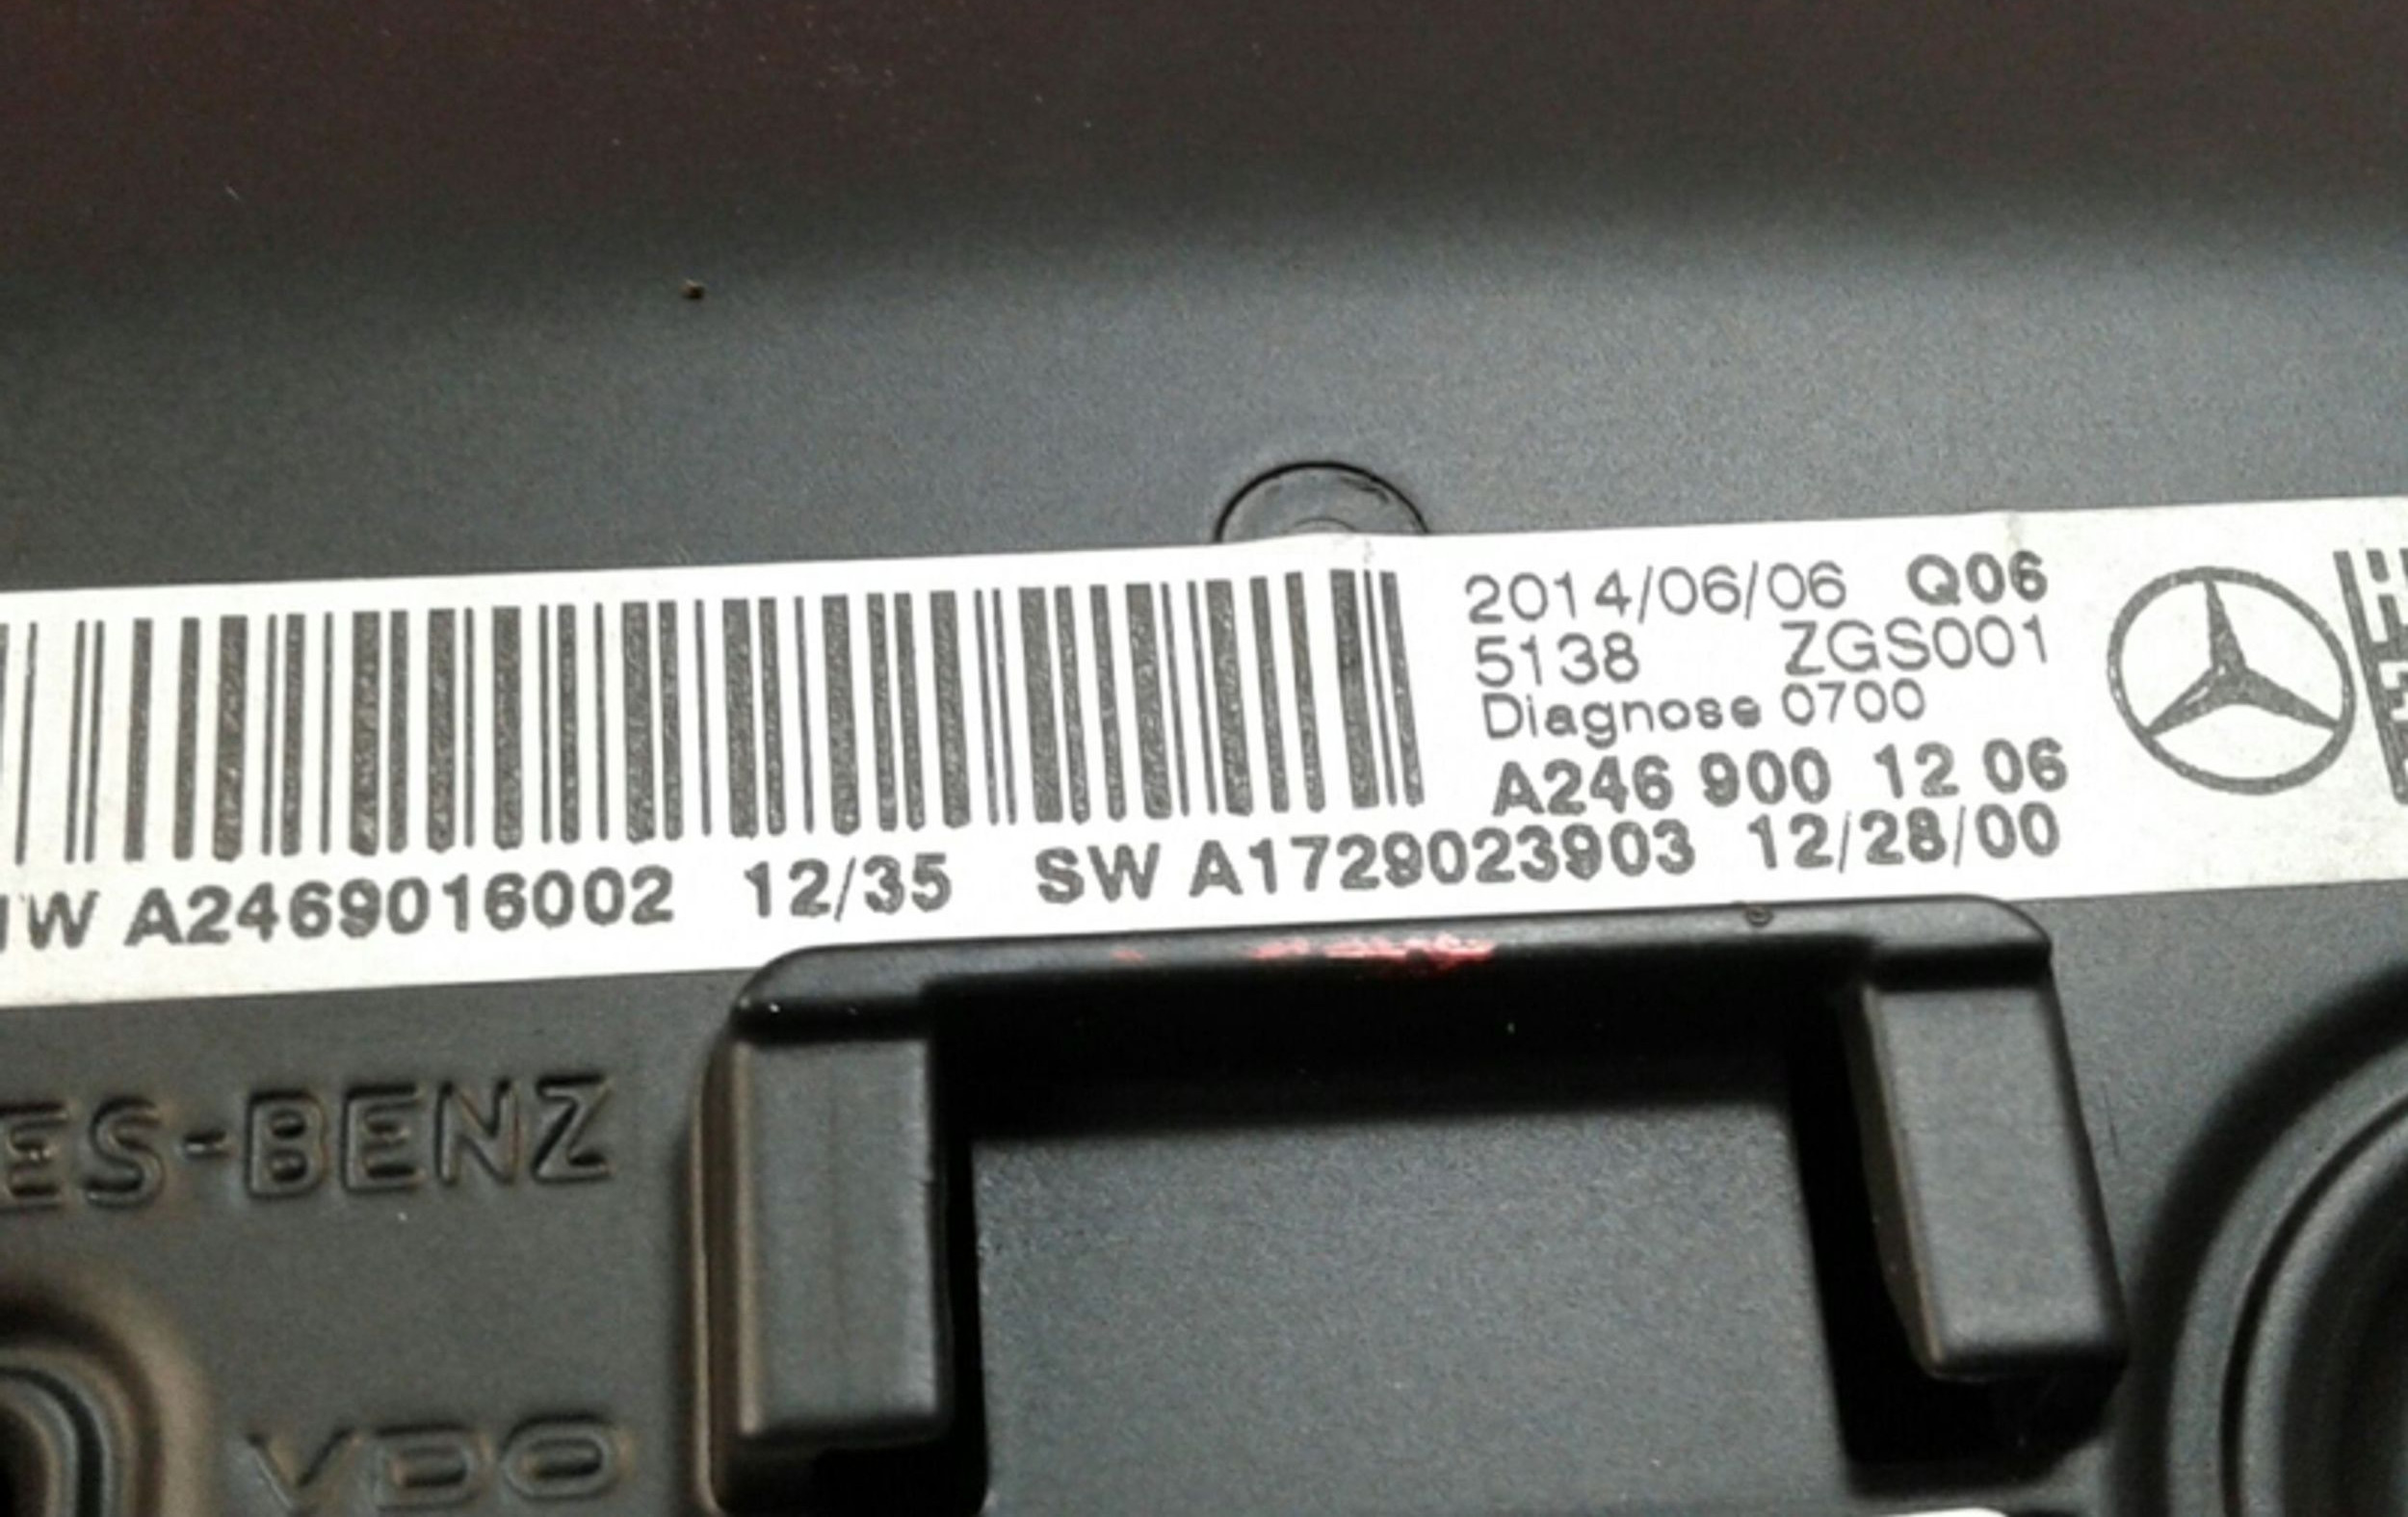 2014/06/06 Q06
5138 ZGS001
Diagnose 0700
A246 900 12 06
HW A2469016002 12/35 SW A1729023903 12/28/00
ES-BENZ
VDO